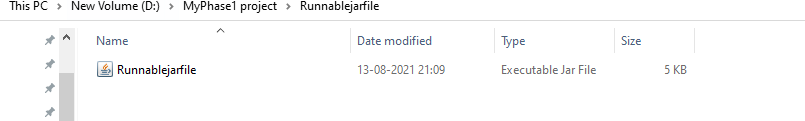 This PC > New Volume (D:) > MyPhase1 project > Runnablejarfile
Name Date modified Type Size
Runnablejarfile 13-08-2021 21:09 Executable Jar File 5 KB